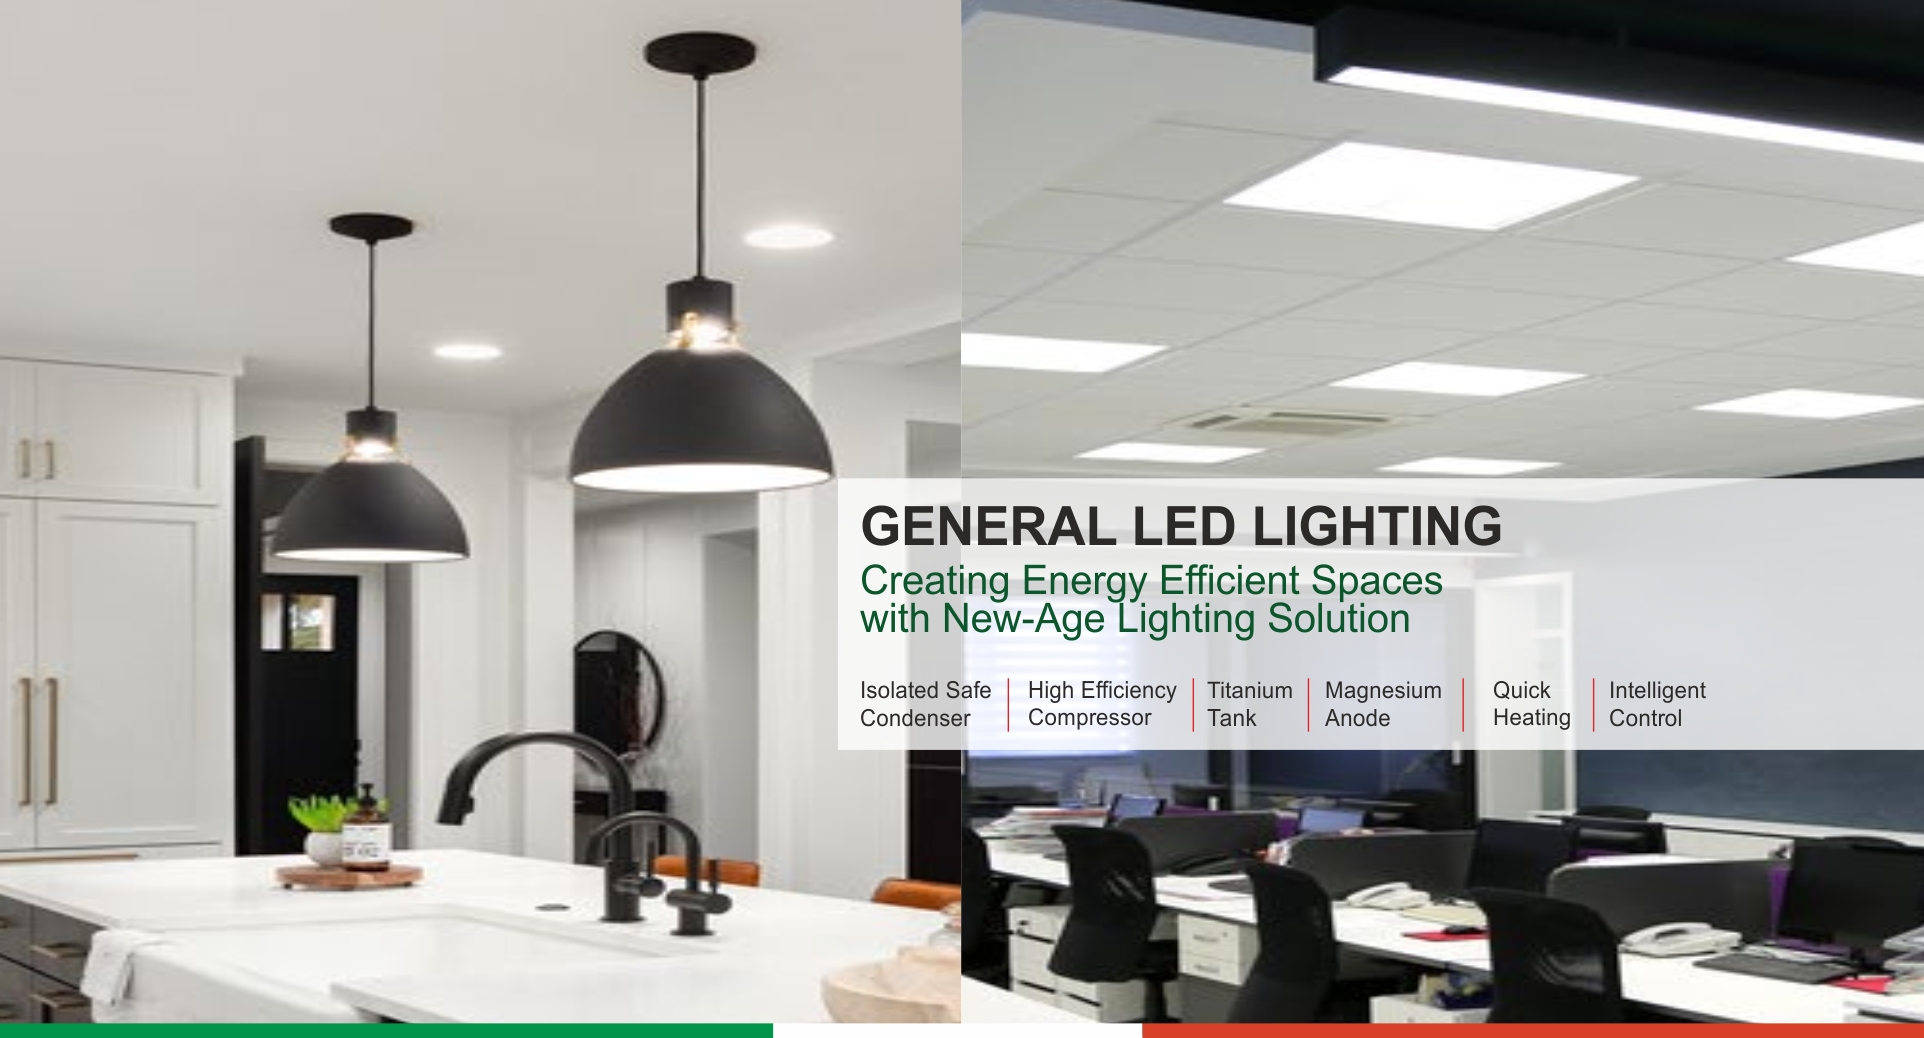 GENERAL LED LIGHTING
Creating Energy Efficient Spaces
with New-Age Lighting Solution
Isolated Safe
Condenser
High Efficiency
Compressor
Titanium
Tank
Magnesium
Anode
Quick
Heating
Intelligent
Control